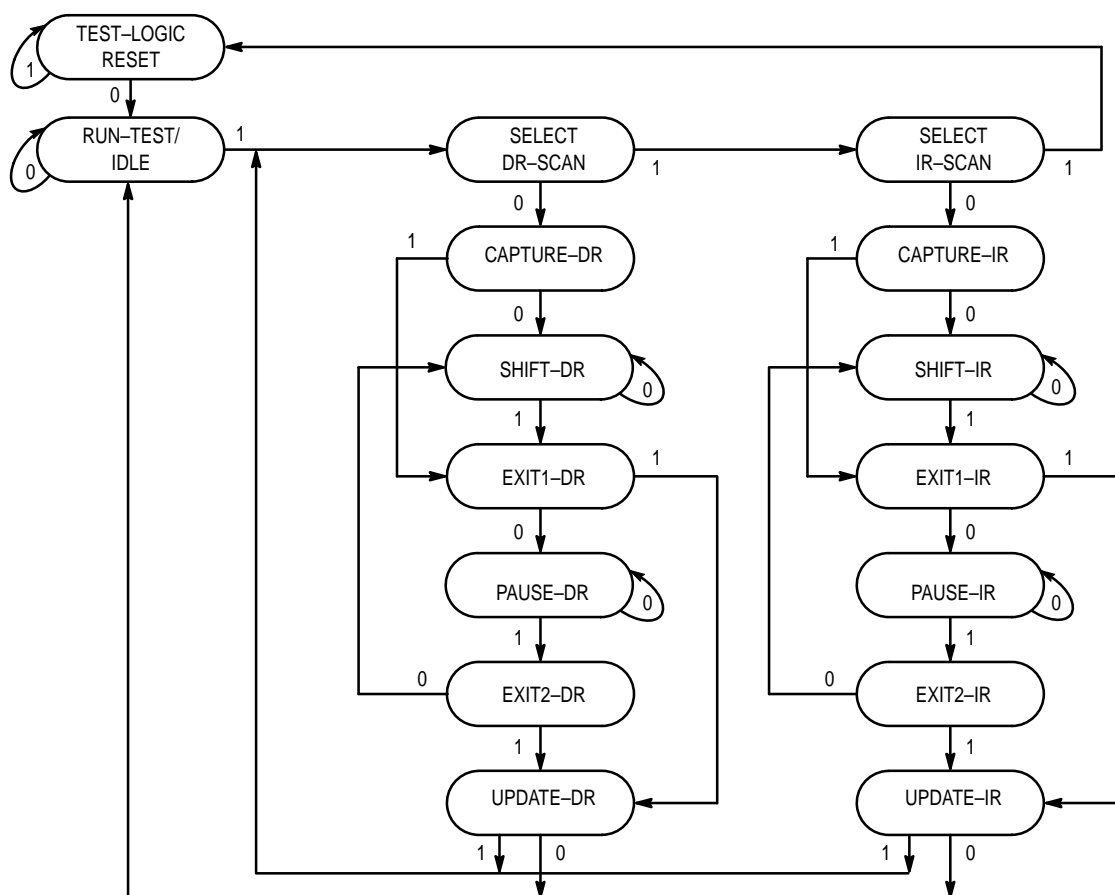 TEST–LOGIC
RESET
1
0
RUN–TEST/
IDLE
0
1
SELECT
DR–SCAN
1
0
SELECT
IR–SCAN
1
0
CAPTURE–DR
1
0
CAPTURE–IR
1
0
SHIFT–DR
0
1
SHIFT–IR
0
1
EXIT1–DR
1
0
EXIT1–IR
1
0
PAUSE–DR
0
1
PAUSE–IR
0
1
EXIT2–DR
0
1
EXIT2–IR
0
1
UPDATE–DR
1
0
UPDATE–IR
1
0